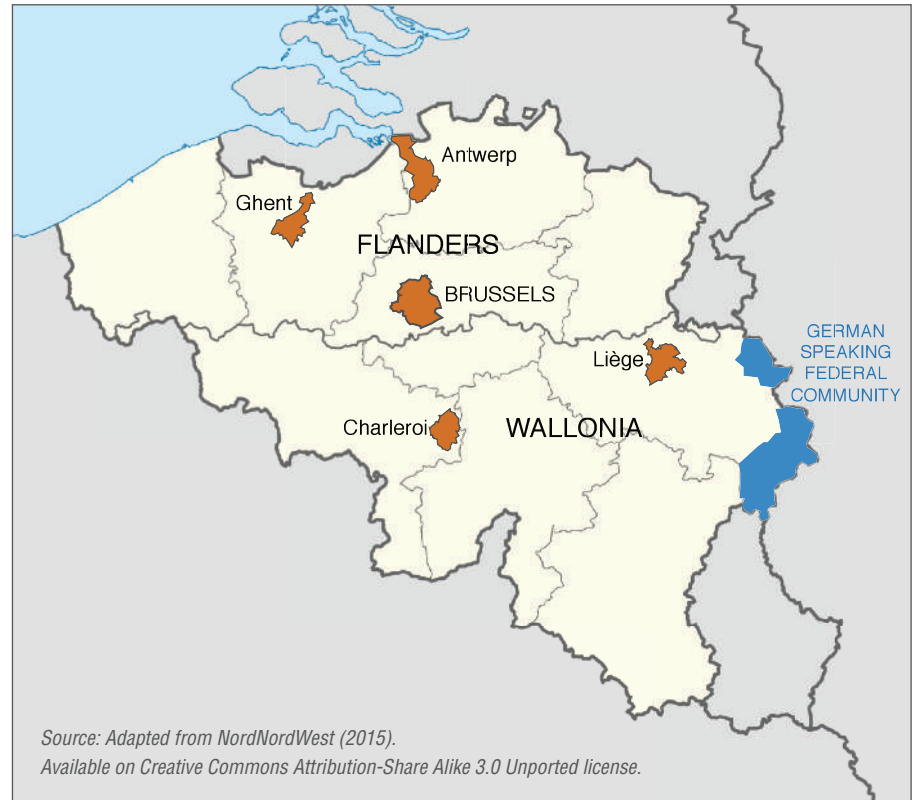 Antwerp
Ghent
FLANDERS
BRUSSELS
GERMAN
SPEAKING
FEDERAL
COMMUNITY
Liège
Charleroi
WALLONIA
Source: Adapted from NordNordWest (2015).
Available on Creative Commons Attribution-Share Alike 3.0 Unported license.